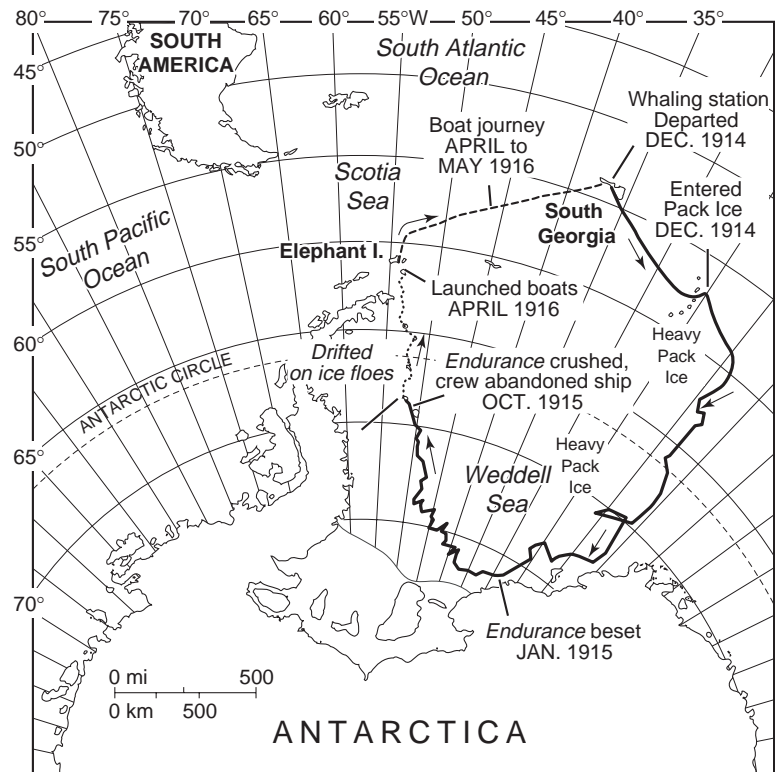 80° 75° 70° 65° 60° 55°W 50° 45° 40° 35°
SOUTH
AMERICA
South Atlantic
Ocean
45°
Whaling station
Departed
DEC. 1914
Boat journey
APRIL to
MAY 1916
50°
Scotia
Sea
Entered
Pack Ice
DEC. 1914
South
Georgia
South Pacific
Ocean
55°
Elephant I.
Launched boats
APRIL 1916
Heavy
Pack
Ice
60°
Drifted
on ice floes
Endurance crushed,
crew abandoned ship
OCT. 1915
ANTARCTIC CIRCLE
65°
Heavy
Pack
Ice
Weddell
Sea
70°
Endurance beset
JAN. 1915
0 mi 500
0 km 500
ANTARCTICA